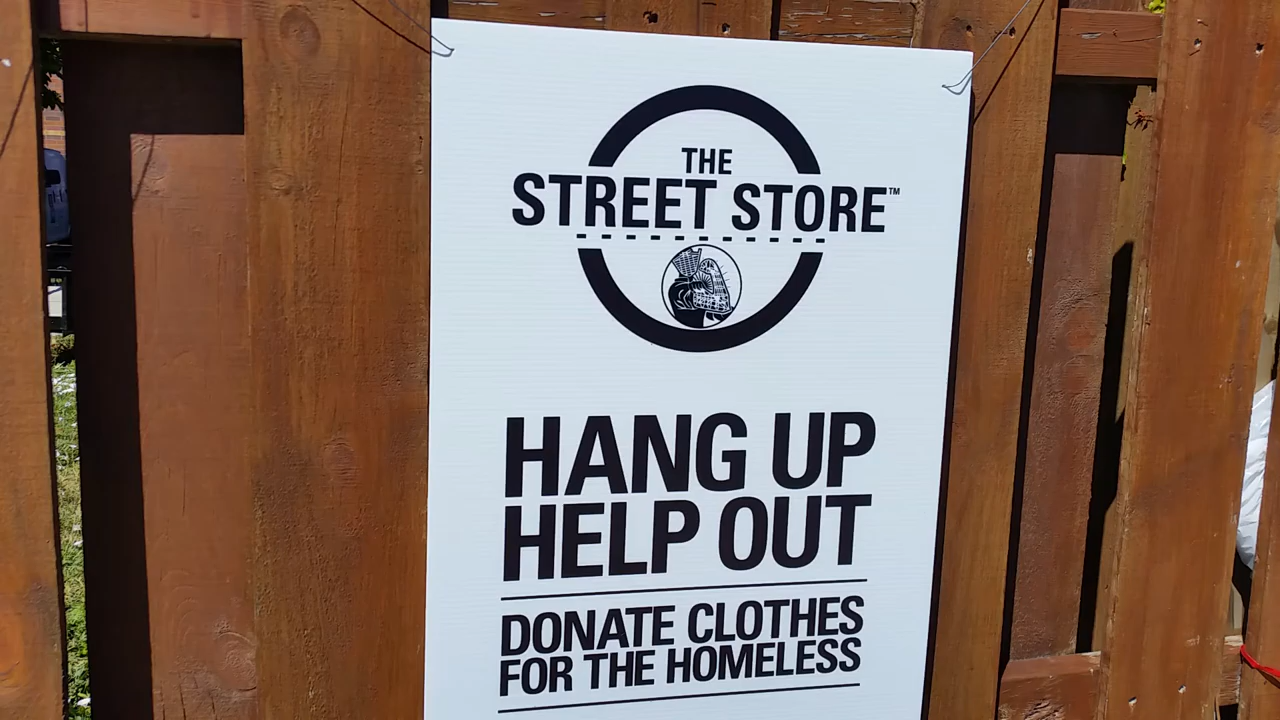 THE
STREET STORE™
HANG UP
HELP OUT
DONATE CLOTHES
FOR THE HOMELESS